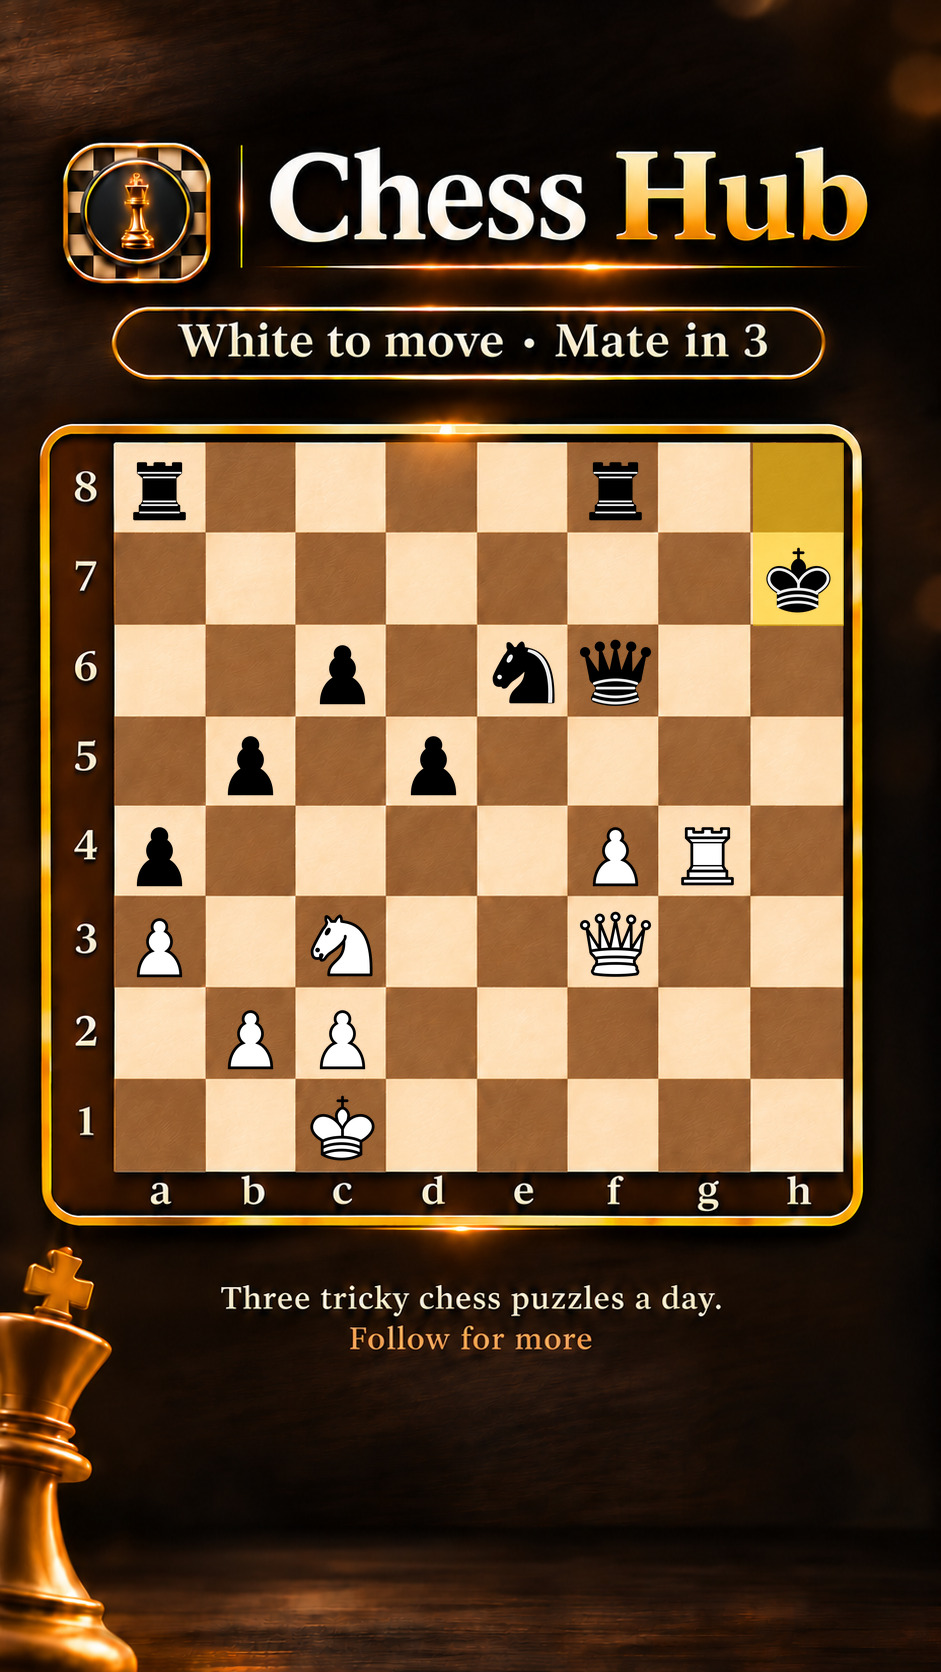 Chess Hub
White to move • Mate in 3
8
7
6
5
4
3
2
1
a b c d e f g h
Three tricky chess puzzles a day.
Follow for more